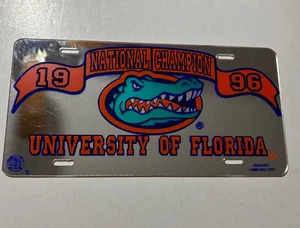 NATIONAL CHAMPION
19 96
UNIVERSITY OF FLORIDA
®